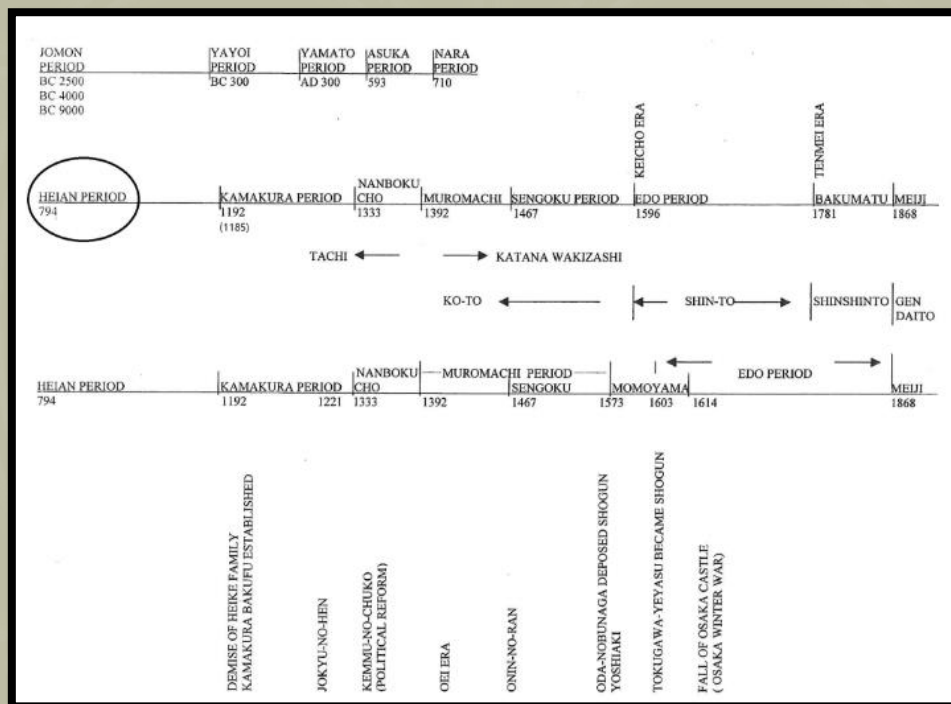 JOMON PERIOD
BC 2500
BC 4000
BC 9000
YAYOI PERIOD
BC 300
YAMATO PERIOD
AD 300
ASUKA PERIOD
593
NARA PERIOD
710
KEICHO ERA
TENMEI ERA
HEIAN PERIOD
794
KAMAKURA PERIOD
1192
(1185)
NANBOKU
CHO
1333
MUROMACHI
1392
SENGOKU PERIOD
1467
EDO PERIOD
1596
BAKUMATU
1781
MEIJI
1868
TACHI
KATANA WAKIZASHI
KO-TO
SHIN-TO
SHINSHINTO
GEN
DAITO
HEIAN PERIOD
794
KAMAKURA PERIOD
1192
1221
NANBOKU
CHO
1333
MUROMACHI PERIOD
1392
SENGOKU
1467
1573
MOMOYAMA
1603
1614
EDO PERIOD
MEIJI
1868
DEMISE OF HEIKE FAMILY
KAMAKURA BAKUFU ESTABLISHED
JOKYU-NO-HEN
KEMMU-NO-CHUKO
(POLITICAL REFORM)
OEI ERA
ONIN-NO-RAN
ODA-NOBUNAGA DEPOSED SHOGUN
YOSHIAKI
TOKUGAWA-YEYASU BECAME SHOGUN
FALL OF OSAKA CASTLE
( OSAKA WINTER WAR)